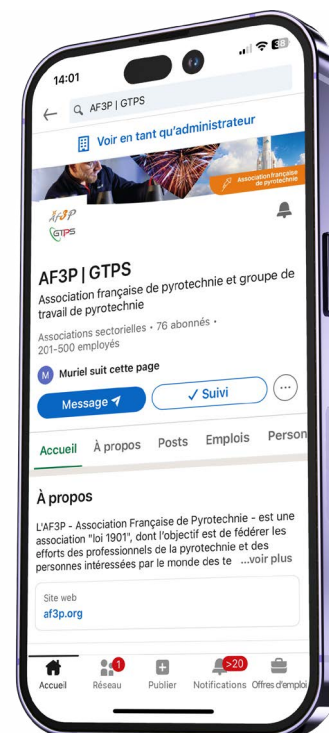 14:01
38
AF3P | GTPS
Voir en tant qu'administrateur
Association française
de pyrotechnie
AF3P
GTPS
AF3P | GTPS
Association française de pyrotechnie et groupe de
travail de pyrotechnie
Associations sectorielles • 76 abonnés •
201-500 employés
M Muriel suit cette page
Message
✓ Suivi
Accueil À propos Posts Emplois Person
À propos
L'AF3P - Association Française de Pyrotechnie - est une
association "loi 1901", dont l'objectif est de fédérer les
efforts des professionnels de la pyrotechnie et des
personnes intéressées par le monde des te ...voir plus
Site web
af3p.org
1 >20
Accueil Réseau Publier Notifications Offres d'emploi